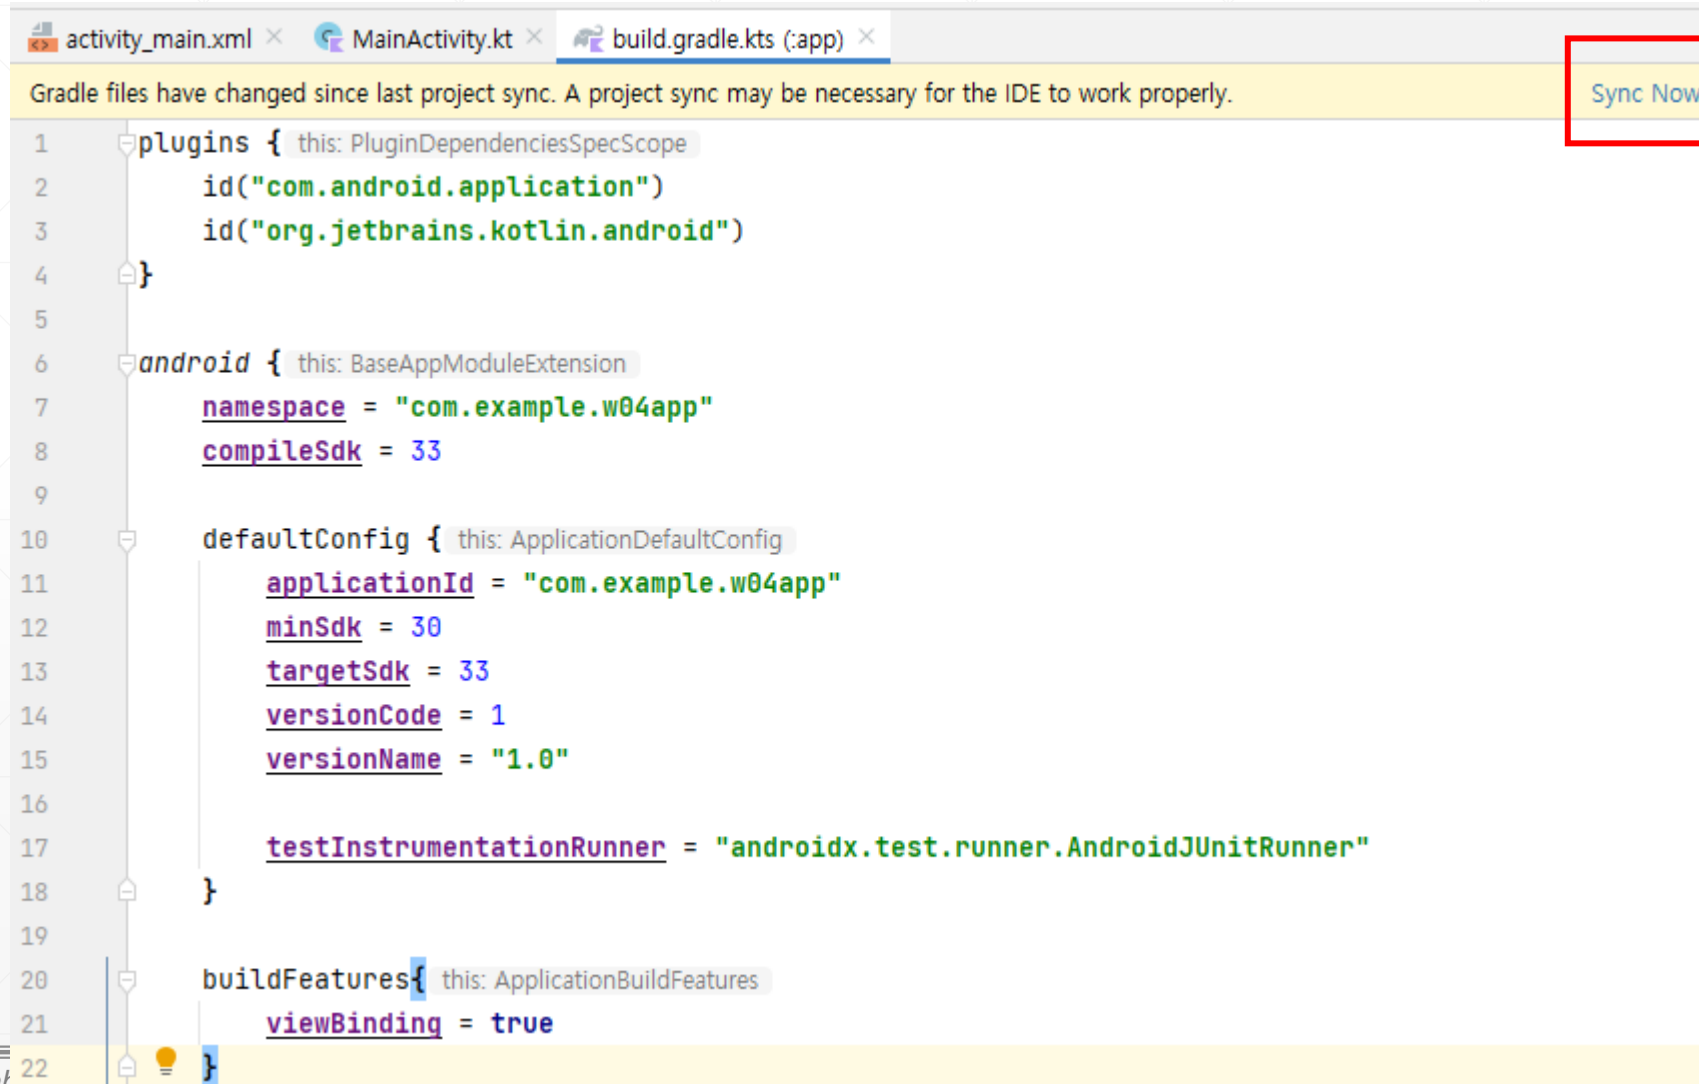 activity_main.xml MainActivity.kt build.gradle.kts (:app)
Gradle files have changed since last project sync. A project sync may be necessary for the IDE to work properly. Sync Now
1 plugins { this: PluginDependenciesSpecScope
2 id("com.android.application")
3 id("org.jetbrains.kotlin.android")
4 }
5
6 android { this: BaseAppModuleExtension
7 namespace = "com.example.w04app"
8 compileSdk = 33
9
10 defaultConfig { this: ApplicationDefaultConfig
11 applicationId = "com.example.w04app"
12 minSdk = 30
13 targetSdk = 33
14 versionCode = 1
15 versionName = "1.0"
16
17 testInstrumentationRunner = "androidx.test.runner.AndroidJUnitRunner"
18 }
19
20 buildFeatures{ this: ApplicationBuildFeatures
21 viewBinding = true
22 }